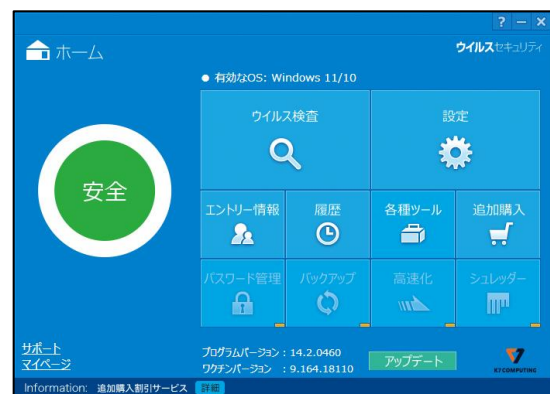 ? － ×
ホーム
ウイルスセキュリティ
● 有効なOS: Windows 11/10
ウイルス検査
設定
安全
エントリー情報
履歴
各種ツール
追加購入
パスワード管理
バックアップ
高速化
シュレッダー
サポート
マイページ
プログラムバージョン : 14.2.0460
ワクチンバージョン : 9.164.18110
アップデート
K7 COMPUTING
Information: 追加購入割引サービス 詳細